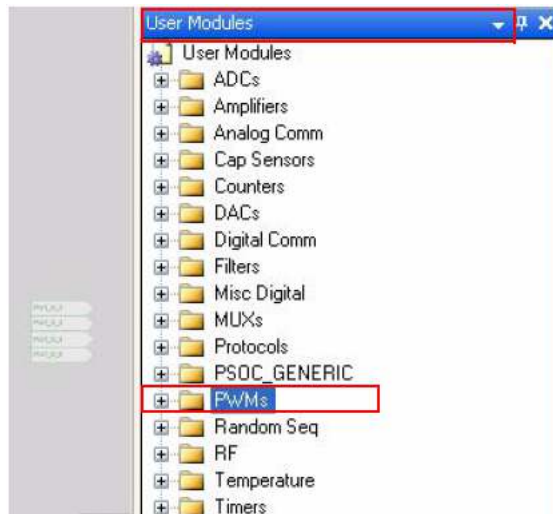 User Modules
User Modules
ADCs
Amplifiers
Analog Comm
Cap Sensors
Counters
DACs
Digital Comm
Filters
Misc Digital
MUXs
Protocols
PSOC_GENERIC
PWMs
Random Seq
RF
Temperature
Timers